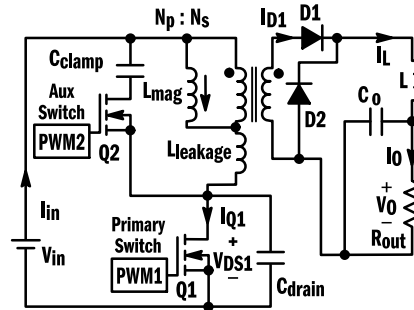 Np : Ns
ID1
D1
IL
Cclamp
Lmag
Aux
Switch
PWM2
Q2
D2
L
Co
Lleakage
Io
Iin
Vin
Primary
Switch
PWM1
Q1
IQ1
+
VDS1
–
Cdrain
+
Vo
–
Rout